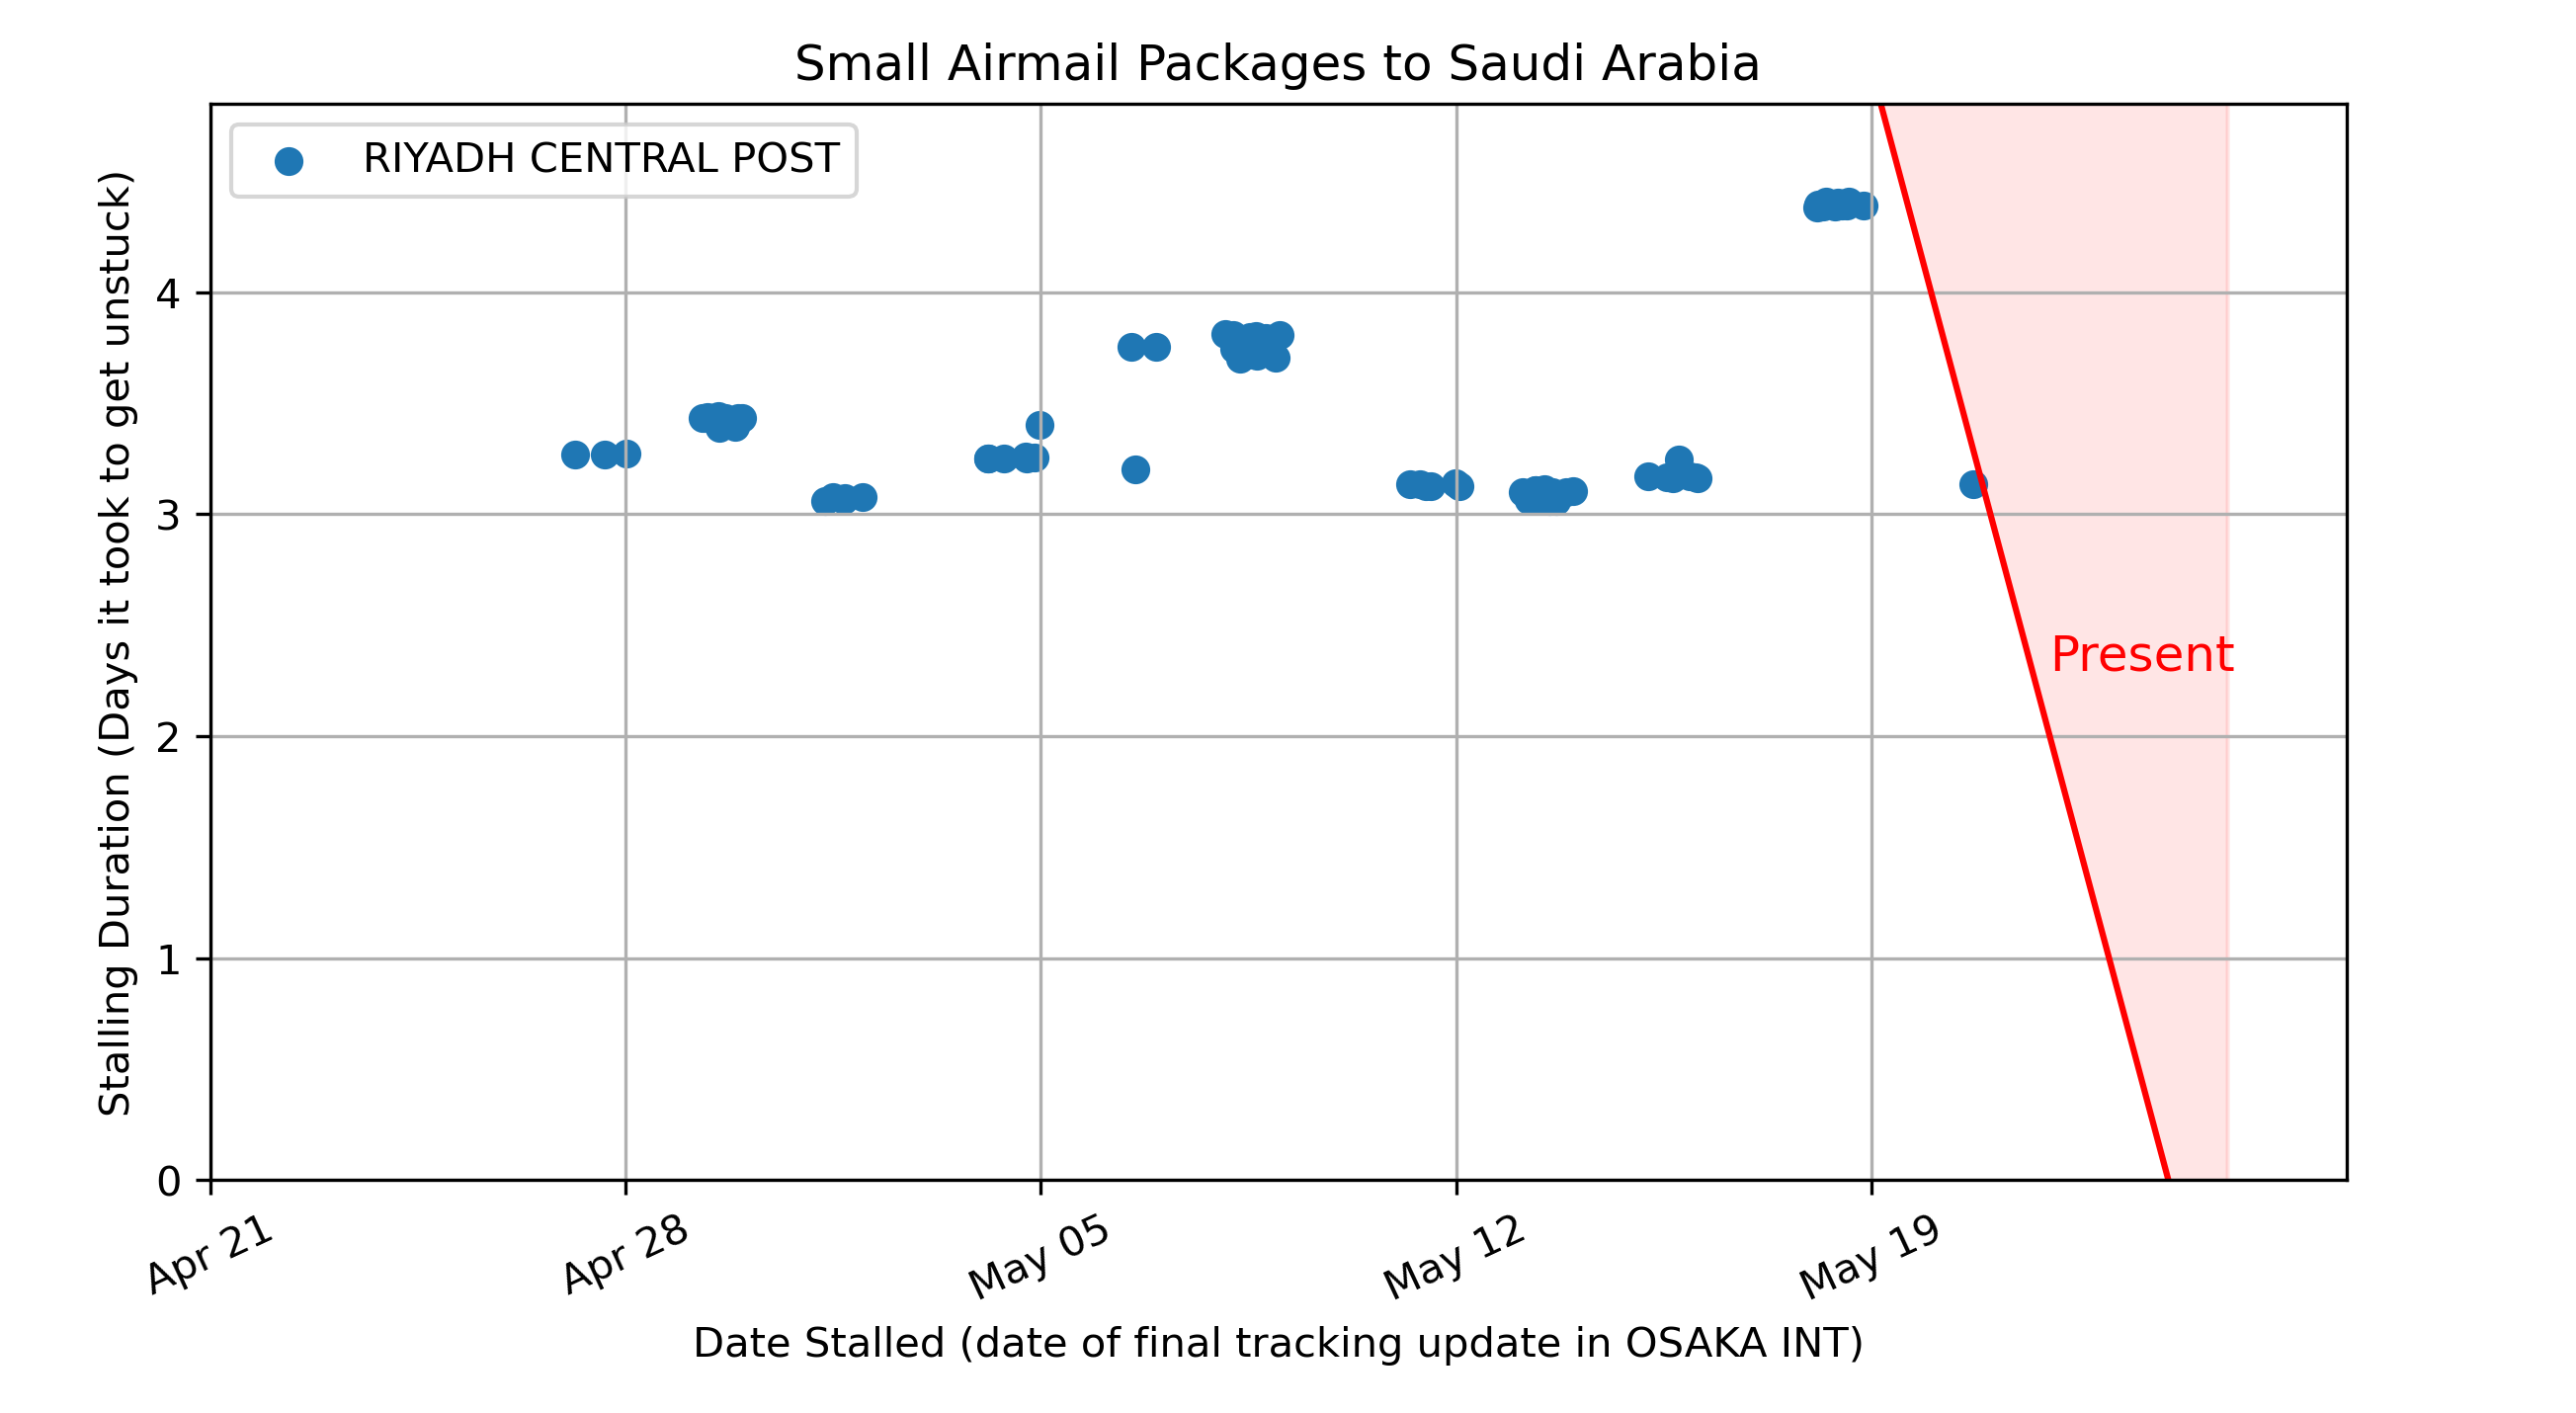 Small Airmail Packages to Saudi Arabia
RIYADH CENTRAL POST
Stalling Duration (Days it took to get unstuck)
4
3
2
1
0
Present
Apr 21
Apr 28
May 05
May 12
May 19
Date Stalled (date of final tracking update in OSAKA INT)